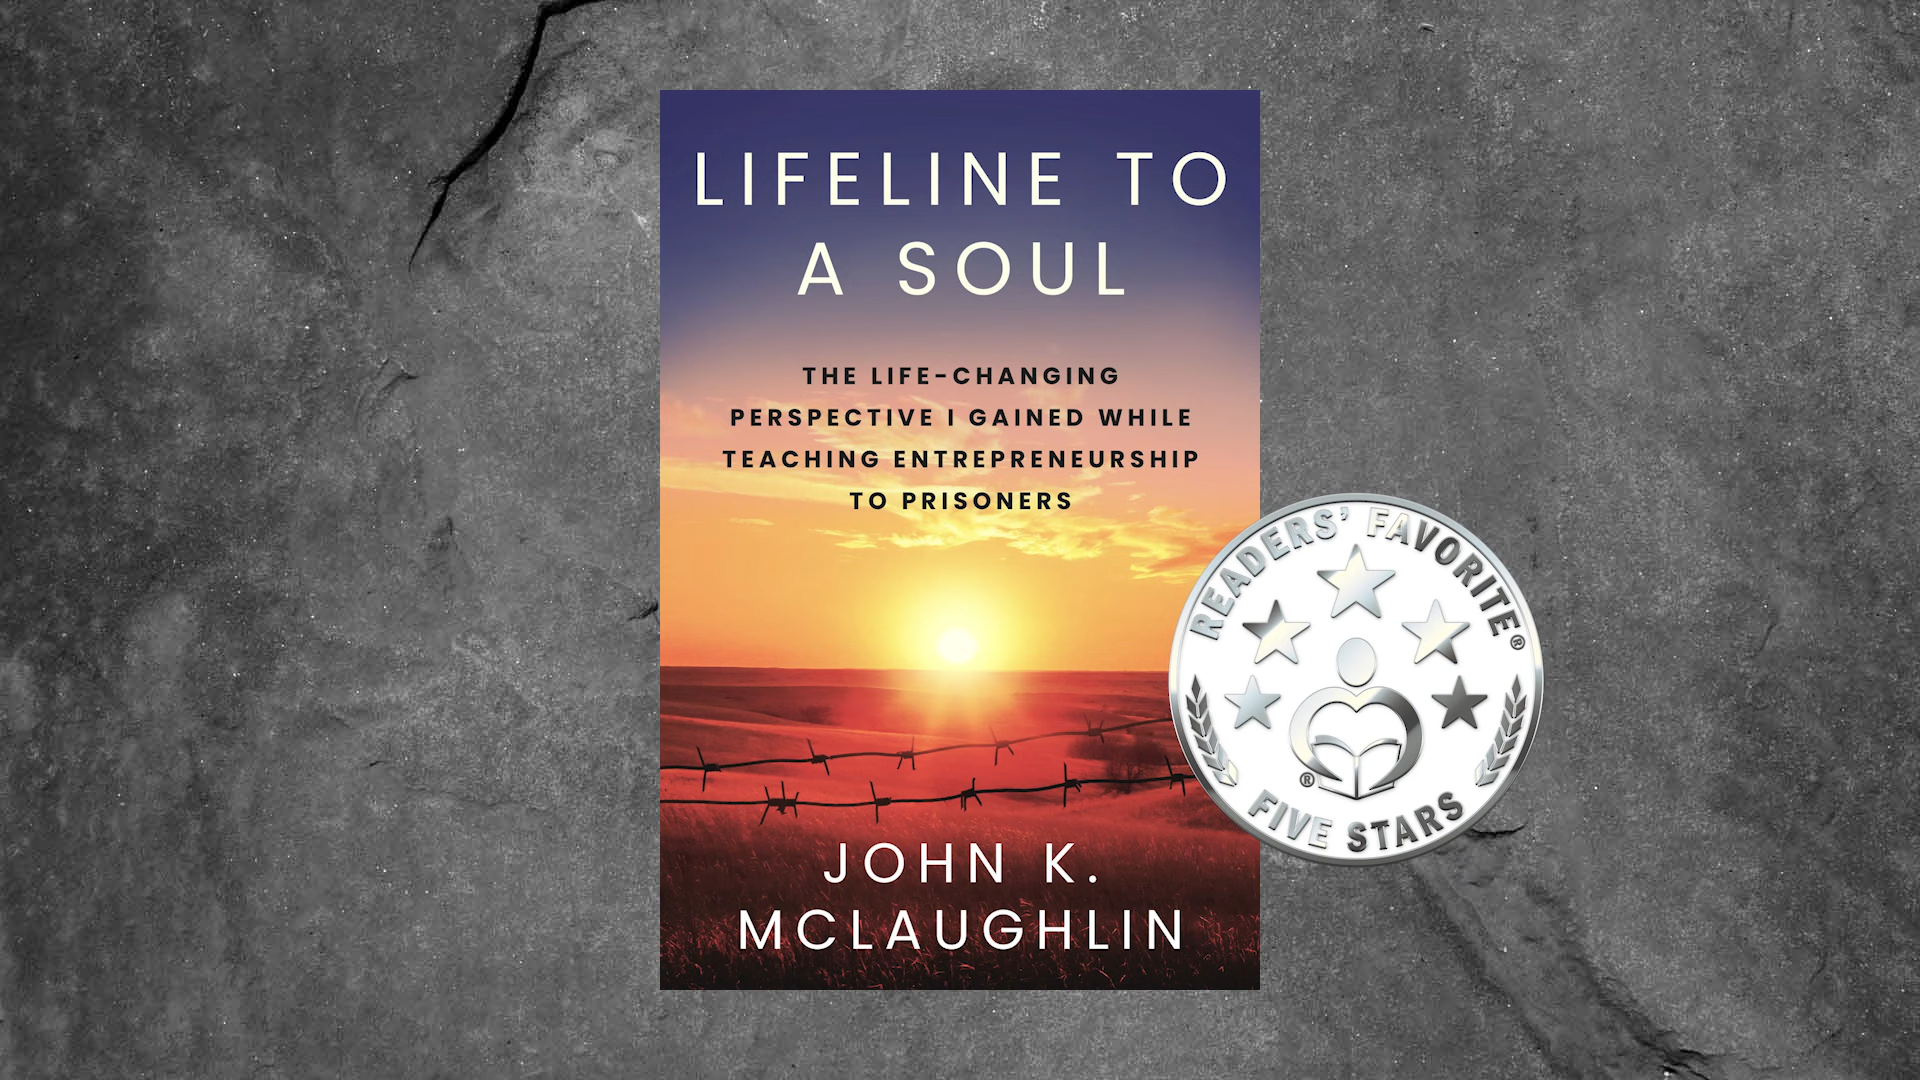 LIFELINE TO
A SOUL
THE LIFE-CHANGING
PERSPECTIVE I GAINED WHILE
TEACHING ENTREPRENEURSHIP
TO PRISONERS
READERS' FAVORITE®
®
FIVE STARS
JOHN K.
MCLAUGHLIN